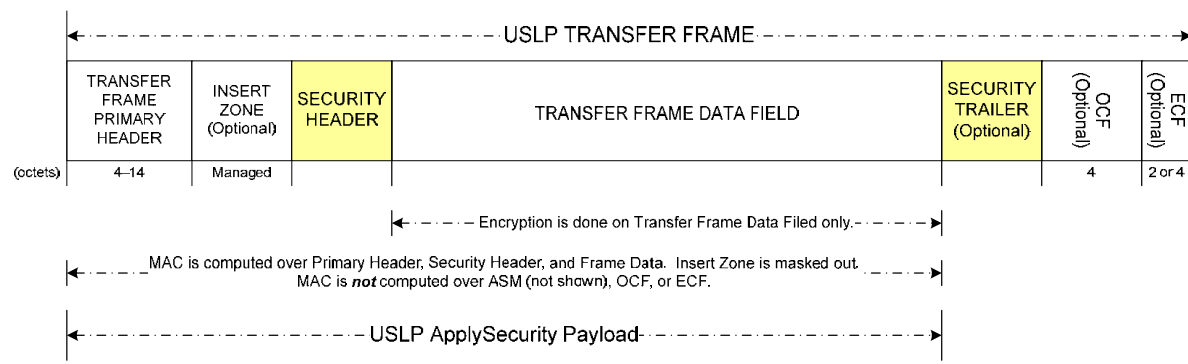 USLP TRANSFER FRAME
TRANSFER
FRAME
PRIMARY
HEADER
INSERT
ZONE
(Optional)
SECURITY
HEADER
TRANSFER FRAME DATA FIELD
SECURITY
TRAILER
(Optional)
OCF
(Optional)
ECF
(Optional)
(octets)
4–14
Managed
4
2 or 4
Encryption is done on Transfer Frame Data Filed only.
MAC is computed over Primary Header, Security Header, and Frame Data. Insert Zone is masked out.
MAC is not computed over ASM (not shown), OCF, or ECF.
USLP ApplySecurity Payload